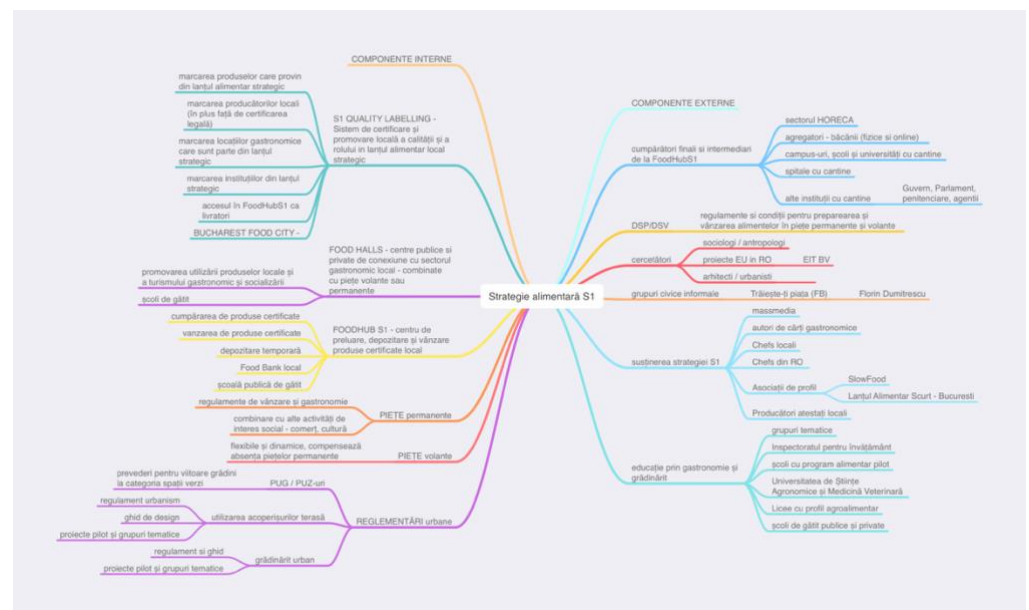 COMPONENTE INTERNE
marcarea produselor care provin
din lanțul alimentar strategic
marcarea producătorilor locali
(în plus față de certificarea
legală)
marcarea locațiilor gastronomice
care sunt parte din lanțul
strategic
marcarea Instituțiilor din lanțul
strategic
accesul în FoodHubS1 ca
livratori
BUCHAREST FOOD CITY -
S1 QUALITY LABELLING -
Sistem de certificare și
promovare locală a calității și a
rolului in lanțul alimentar local
strategic
promovarea utilizării produselor locale și
a turismului gastronomic și socializării
școli de gătit
FOOD HALLS - centre publice si
private de conexiune cu sectorul
gastronomic local - combinate
cu piețe volante sau
permanente
cumpărarea de produse certificate
vanzarea de produse certificate
depozitare temporară
Food Bank local
școală publică de gătit
FOODHUB S1 - centru de
preluare, depozitare și vânzare
produse certificate local
regulamente de vânzare și gastronomie
combinare cu alte activități de
interes social - comerț, cultură
PIETE permanente
flexibile și dinamice, compensează
absența piețelor permanente
PIETE volante
prevederi pentru viitoare grădini
la categoria spații verzi
PUG / PUZ-uri
regulament urbanism
ghid de design
proiecte pilot și grupuri tematice
utilizarea acoperișurilor terasă
REGLEMENTĂRI urbane
regulament si ghid
proiecte pilot și grupuri tematice
grădinărit urban
Strategie alimentară S1
COMPONENTE EXTERNE
cumpărători finali si intermediari
de la FoodHubS1
sectorul HORECA
agregatori - băcănii (fizice si online)
campus-uri, școli și universități cu cantine
spitale cu cantine
alte instituții cu cantine
Guvern, Parlament,
penitenciare, agentii
DSP/DSV
regulamente si condiții pentru prepararearea și
vânzarea alimentelor în piețe permanente și volante
cercetători
sociologi / antropologi
proiecte EU in RO
EIT BV
arhitecti / urbanisti
grupuri civice informale
Trăiește-ți piața (FB)
Florin Dumitrescu
susținerea strategiei S1
massmedia
autori de cărți gastronomice
Chefs locali
Chefs din RO
Asociații de profil
SlowFood
Lanțul Alimentar Scurt - Bucuresti
Producători atestați locali
educație prin gastronomie și
grădinărit
grupuri tematice
Inspectoratul pentru învățământ
școli cu program alimentar pilot
Universitatea de Științe
Agronomice și Medicină Veterinară
Licee cu profil agroalimentar
școli de gătit publice și private